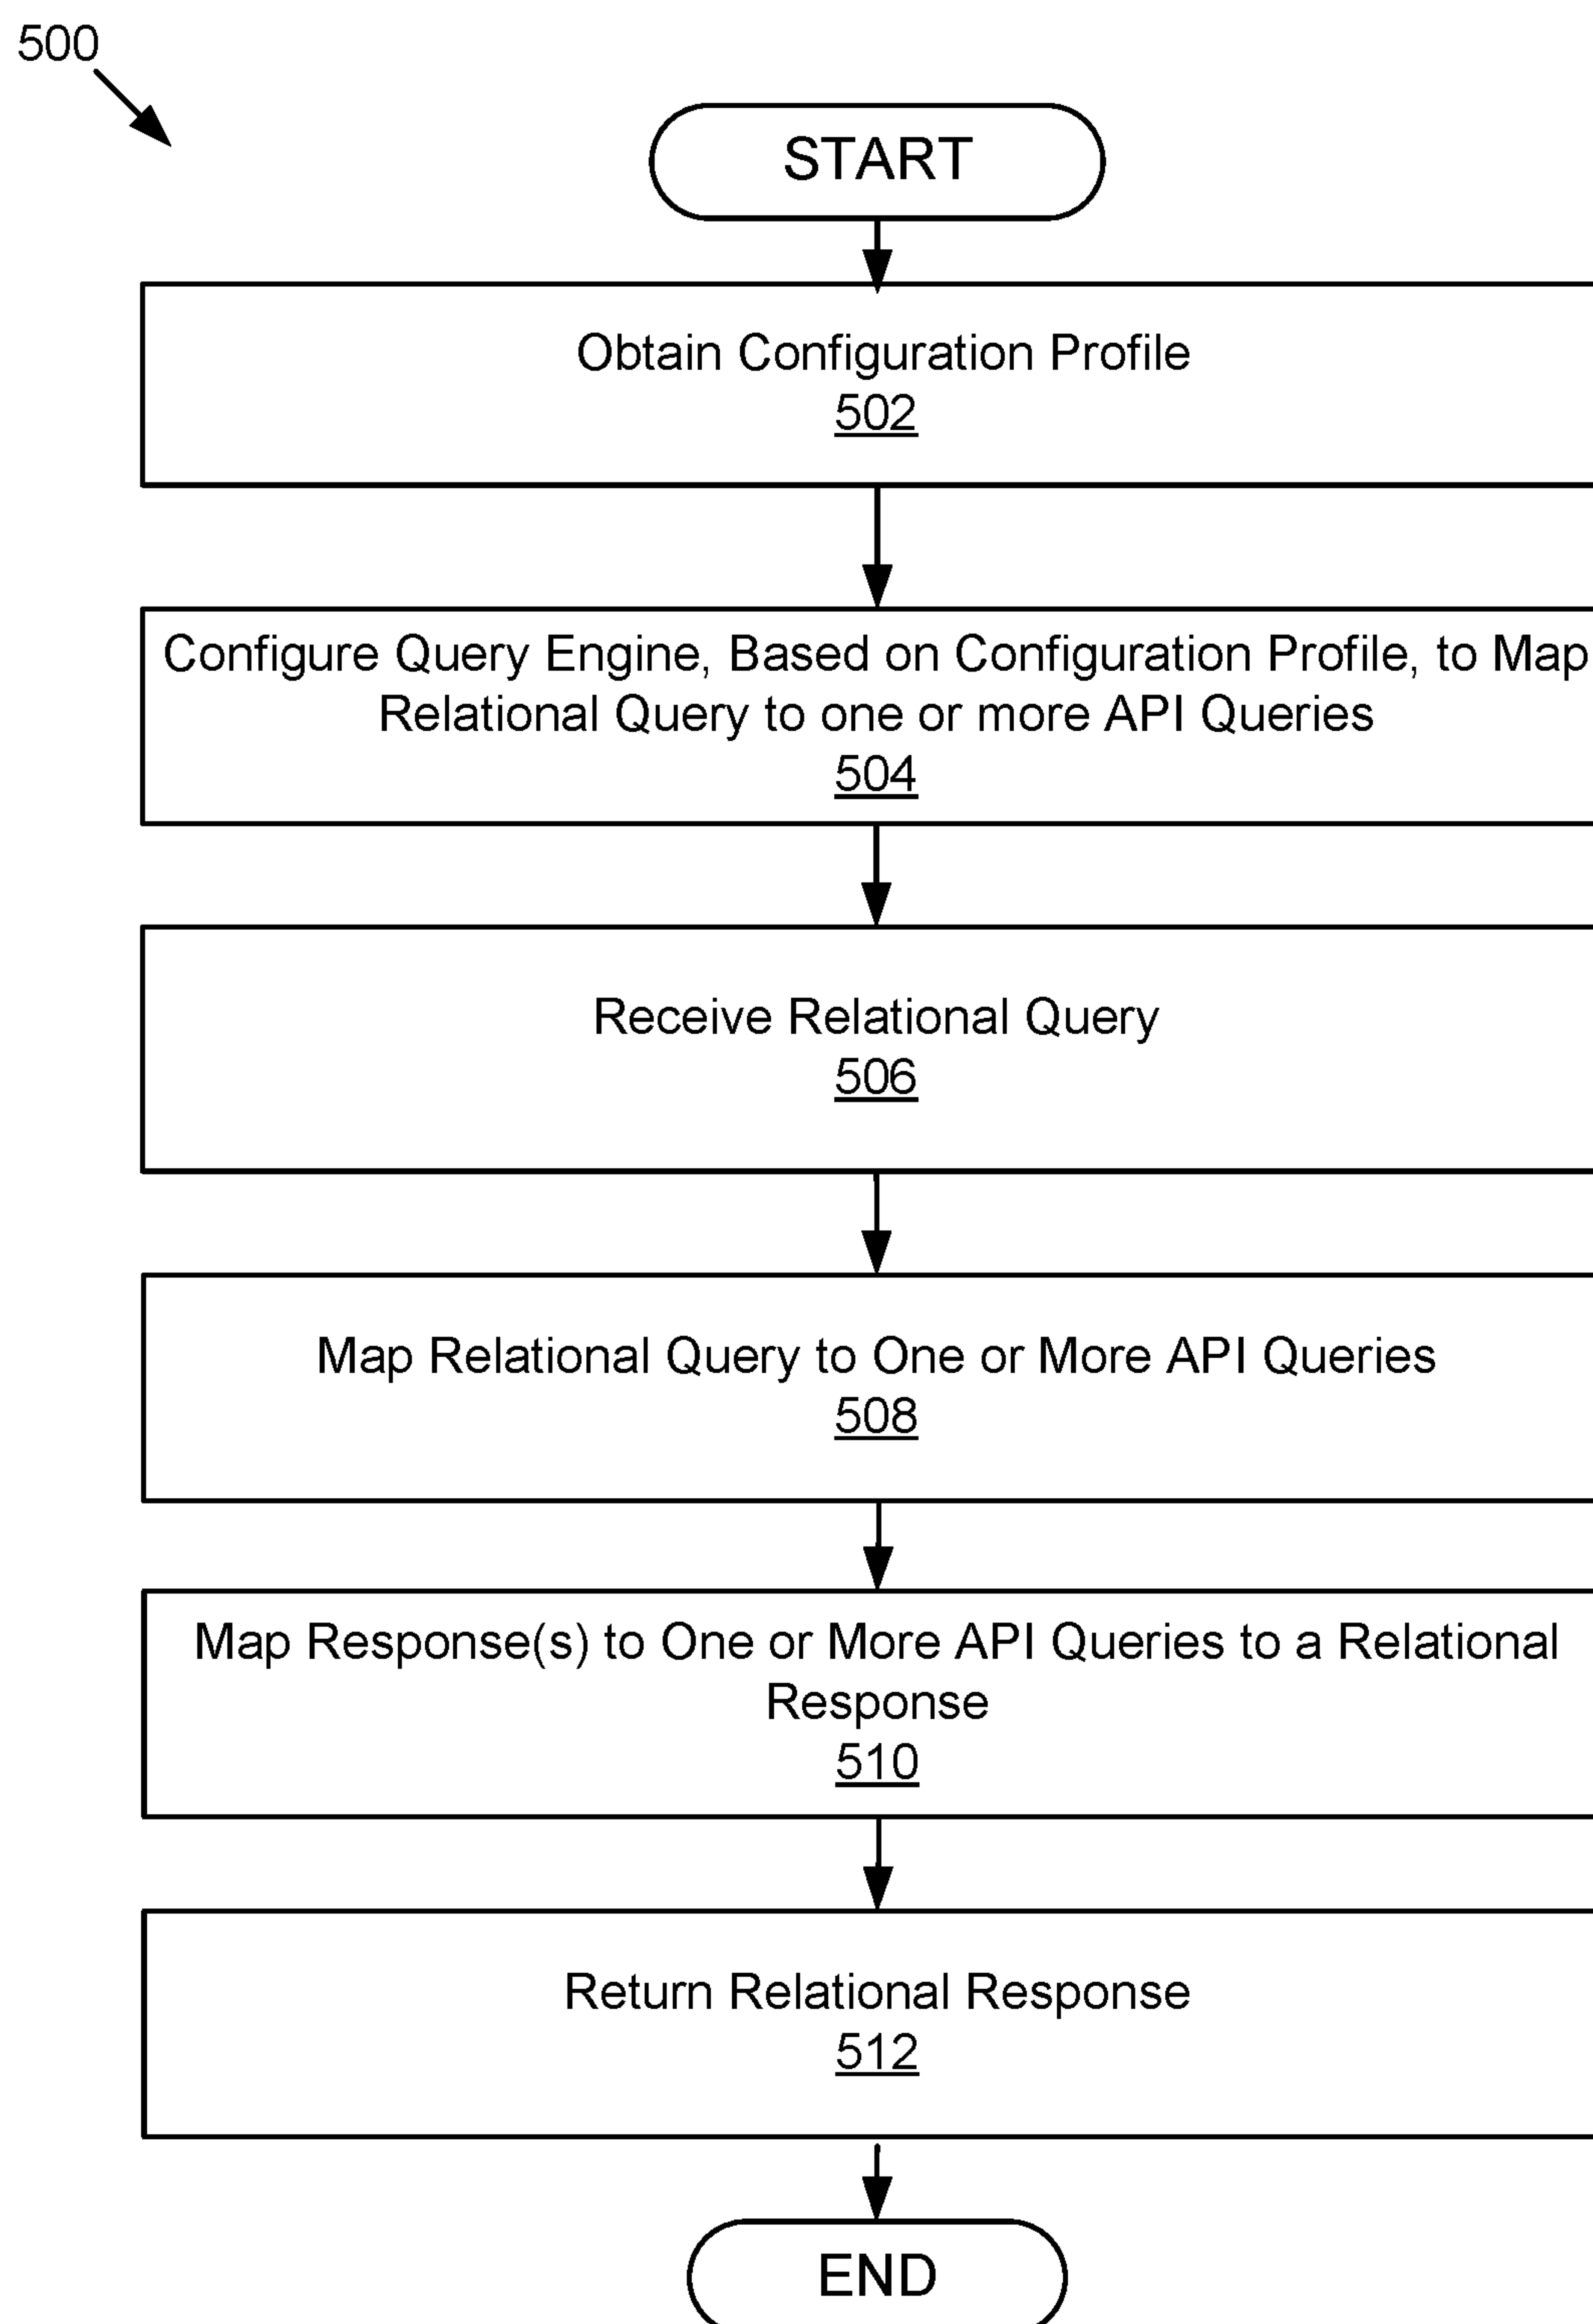 500
START
Obtain Configuration Profile
502
Configure Query Engine, Based on Configuration Profile, to Map
Relational Query to one or more API Queries
504
Receive Relational Query
506
Map Relational Query to One or More API Queries
508
Map Response(s) to One or More API Queries to a Relational
Response
510
Return Relational Response
512
END